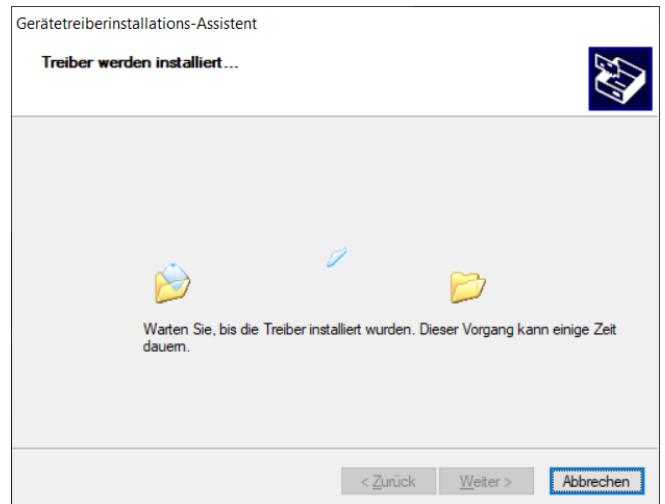 Gerätetreiberinstallations-Assistent
Treiber werden installiert...
Warten Sie, bis die Treiber installiert wurden. Dieser Vorgang kann einige Zeit
dauern.
< Zurück
Weiter >
Abbrechen